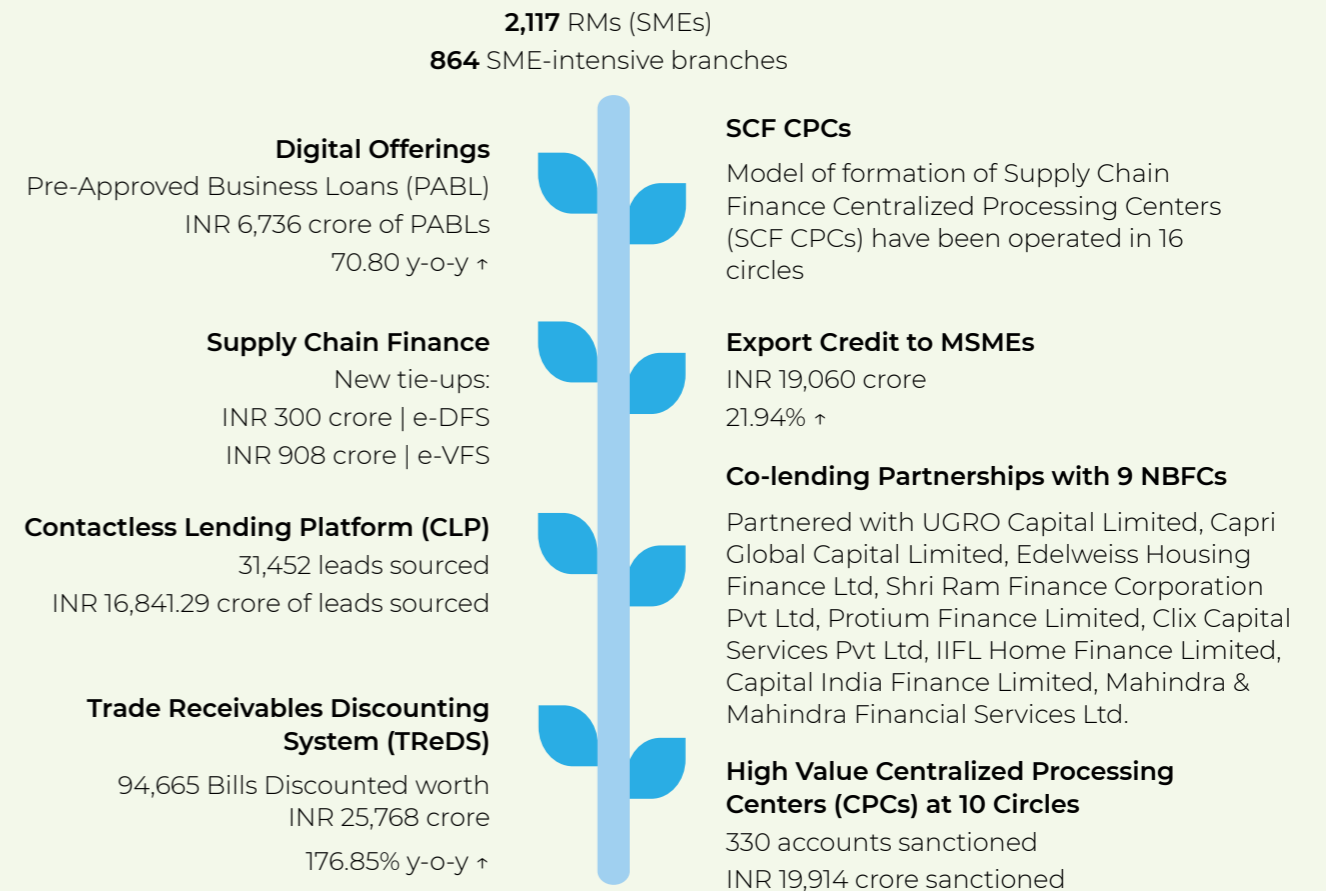 2,117 RMs (SMEs)
864 SME-intensive branches
Digital Offerings
Pre-Approved Business Loans (PABL)
INR 6,736 crore of PABLs
70.80 y-o-y ↑
Supply Chain Finance
New tie-ups:
INR 300 crore | e-DFS
INR 908 crore | e-VFS
Contactless Lending Platform (CLP)
31,452 leads sourced
INR 16,841.29 crore of leads sourced
Trade Receivables Discounting
System (TReDS)
94,665 Bills Discounted worth
INR 25,768 crore
176.85% y-o-y ↑
SCF CPCs
Model of formation of Supply Chain
Finance Centralized Processing Centers
(SCF CPCs) have been operated in 16
circles
Export Credit to MSMEs
INR 19,060 crore
21.94% ↑
Co-lending Partnerships with 9 NBFCs
Partnered with UGRO Capital Limited, Capri
Global Capital Limited, Edelweiss Housing
Finance Ltd, Shri Ram Finance Corporation
Pvt Ltd, Protium Finance Limited, Clix Capital
Services Pvt Ltd, IIFL Home Finance Limited,
Capital India Finance Limited, Mahindra &
Mahindra Financial Services Ltd.
High Value Centralized Processing
Centers (CPCs) at 10 Circles
330 accounts sanctioned
INR 19,914 crore sanctioned